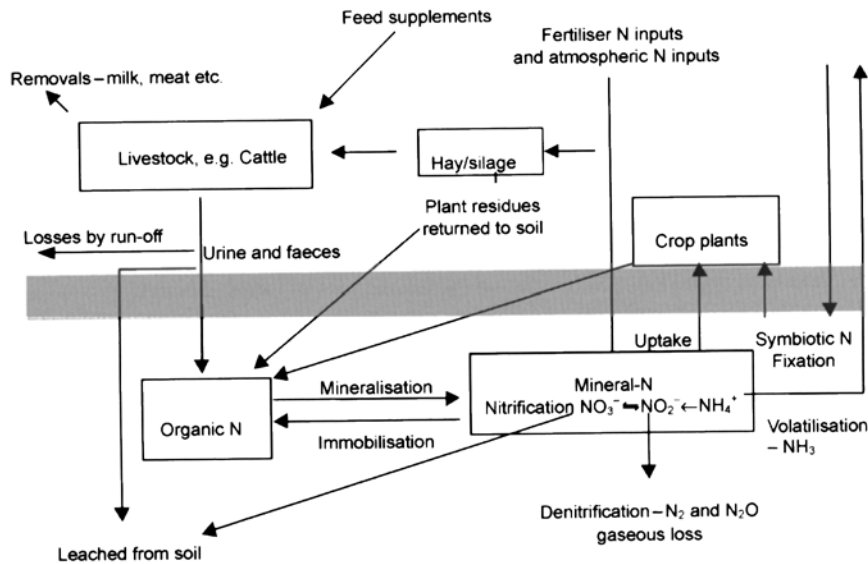 Feed supplements
Fertiliser N inputs
and atmospheric N inputs
Removals – milk, meat etc.
Livestock, e.g. Cattle
Hay/silage
Plant residues
returned to soil
Crop plants
Losses by run-off
Urine and faeces
Uptake
Symbiotic N
Fixation
Mineralisation
Mineral-N
Nitrification NO₃⁻ ⇐ NO₂⁻ ← NH₄⁺
Organic N
Immobilisation
Volatilisation
– NH₃
Denitrification – N₂ and N₂O
gaseous loss
Leached from soil